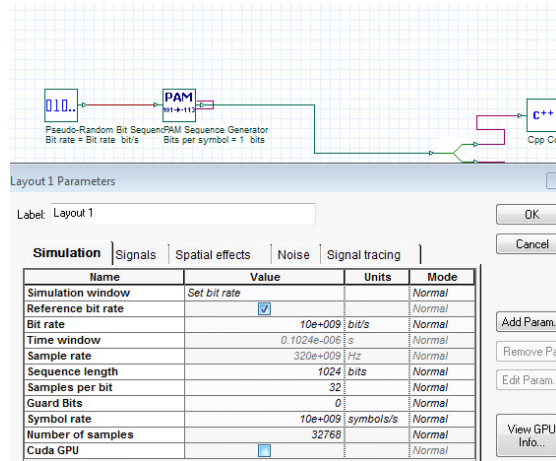 010..
PAM
101→-113
C++
Pseudo-Random Bit Sequenc PAM Sequence Generator
Bit rate = Bit rate bit/s Bits per symbol = 1 bits
Cpp Co
Layout 1 Parameters
Label: Layout 1
OK
Cancel
Simulation Signals Spatial effects Noise Signal tracing
Name Value Units Mode
Simulation window Set bit rate Normal
Reference bit rate Normal
Bit rate 10e+009 bit/s Normal
Time window 0.1024e-006 s Normal
Sample rate 320e+009 Hz Normal
Sequence length 1024 bits Normal
Samples per bit 32 Normal
Guard Bits 0 Normal
Symbol rate 10e+009 symbols/s Normal
Number of samples 32768 Normal
Cuda GPU Normal
Add Param.
Remove Pa
Edit Param.
View GPU
Info...